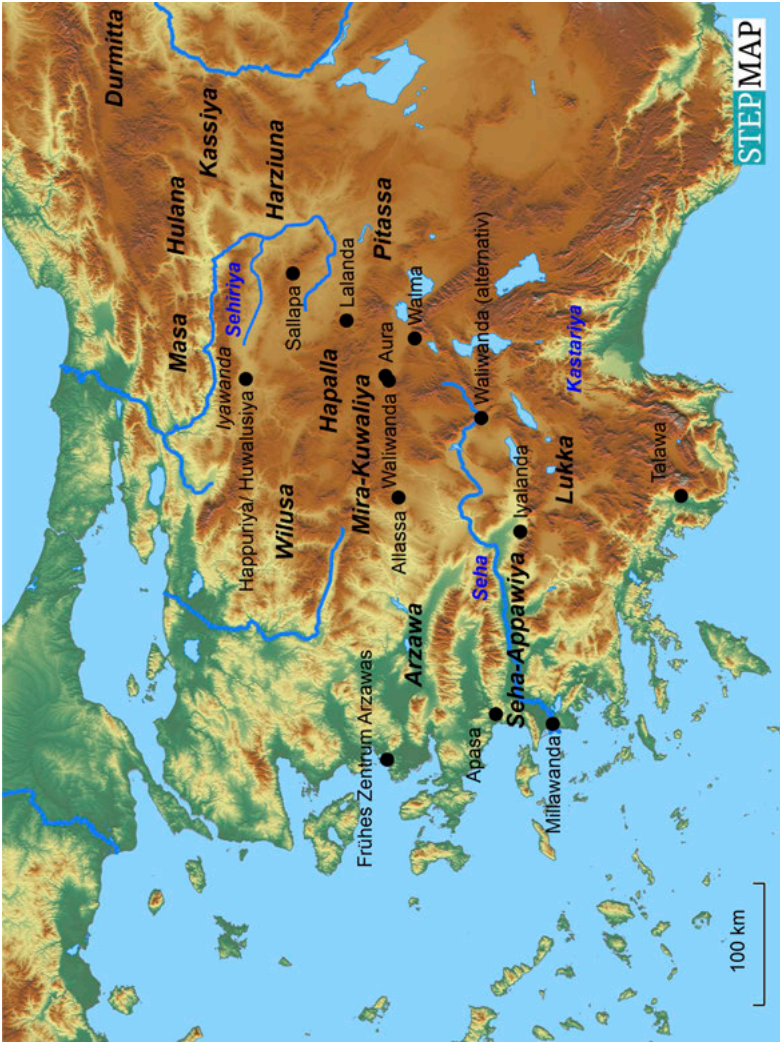 Durmitta
Kassiya
Hulana
Harziuna
Masa
Sehiriya
Iyawanda
Sallapa
Pitassa
Lalanda
Happuriya/ Huwalusiya
Hapalla
Walma
Aura
Wilusa
Mira-Kuwaliya
Waliwanda
Waliwanda (alternativ)
Kastariya
Allassa
Lukka
Iyalanda
Talawa
Arzawa
Seha
Seha-Appawiya
Frühes Zentrum Arzawas
Apasa
Millawanda
100 km
STEPMAP